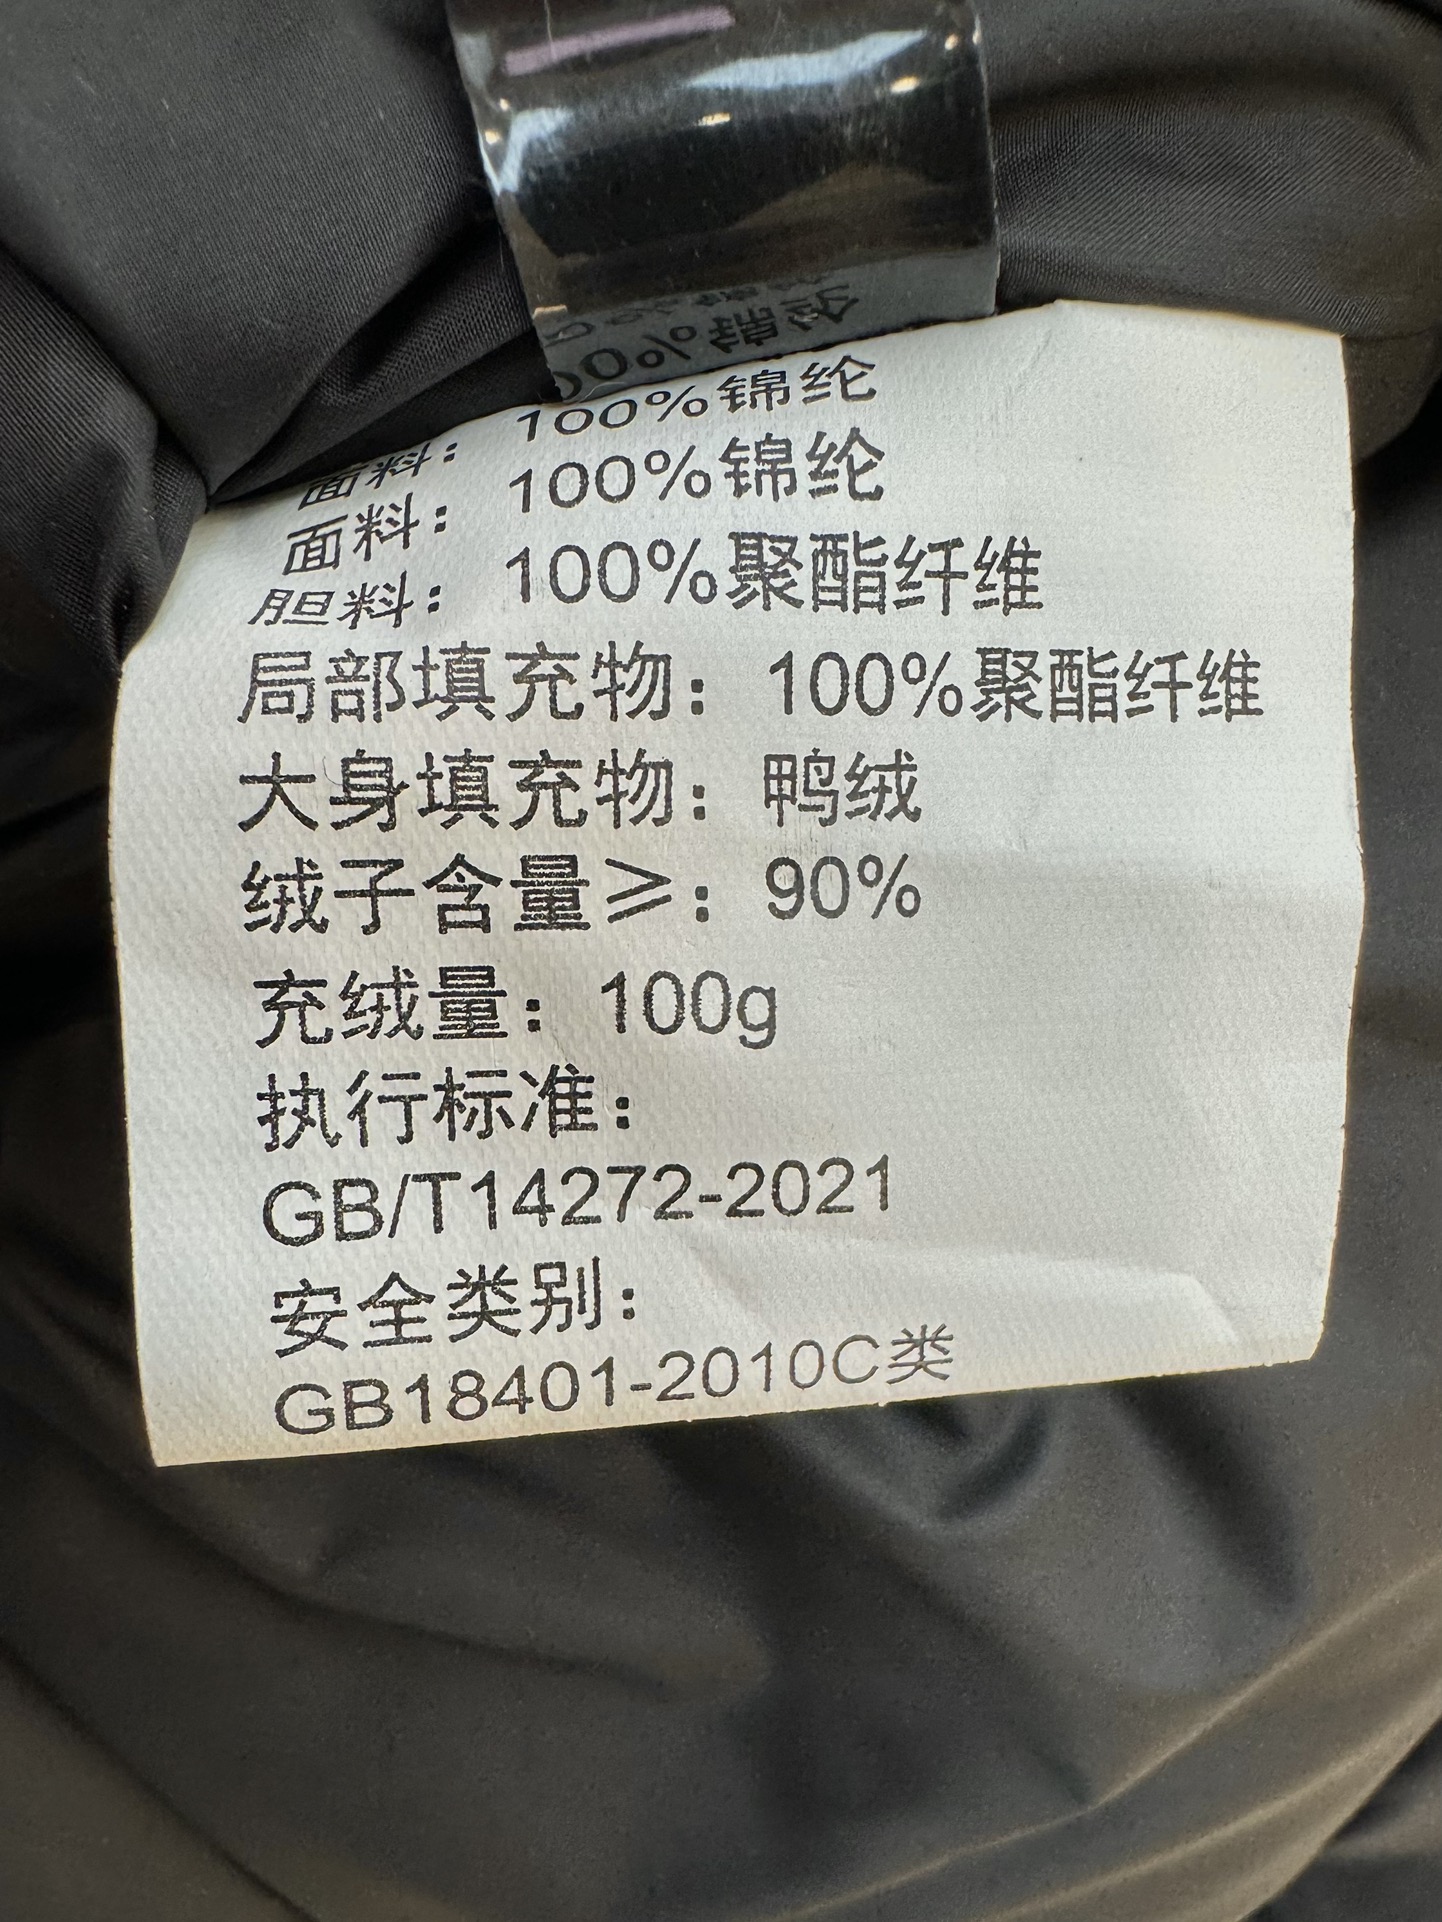 面料： 100%锦纶
面料： 100%锦纶
胆料： 100%聚酯纤维
局部填充物：100%聚酯纤维
大身填充物：鸭绒
绒子含量≥：90%
充绒量：100g
执行标准：
GB/T14272-2021
安全类别：
GB18401-2010C类